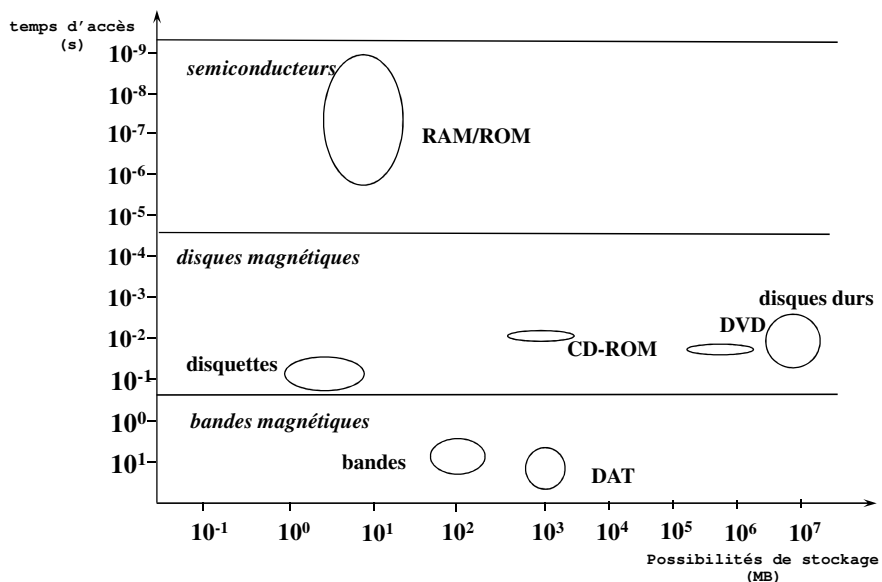 temps d'accès
(s)
10⁻⁹
semiconducteurs
10⁻⁸
RAM/ROM
10⁻⁷
10⁻⁶
10⁻⁵
10⁻⁴
disques magnétiques
10⁻³
disques durs
10⁻²
DVD
CD-ROM
disquettes
10⁻¹
10⁰
bandes magnétiques
10¹
bandes
DAT
10⁻¹ 10⁰ 10¹ 10² 10³ 10⁴ 10⁵ 10⁶ 10⁷
Possibilités de stockage
(MB)